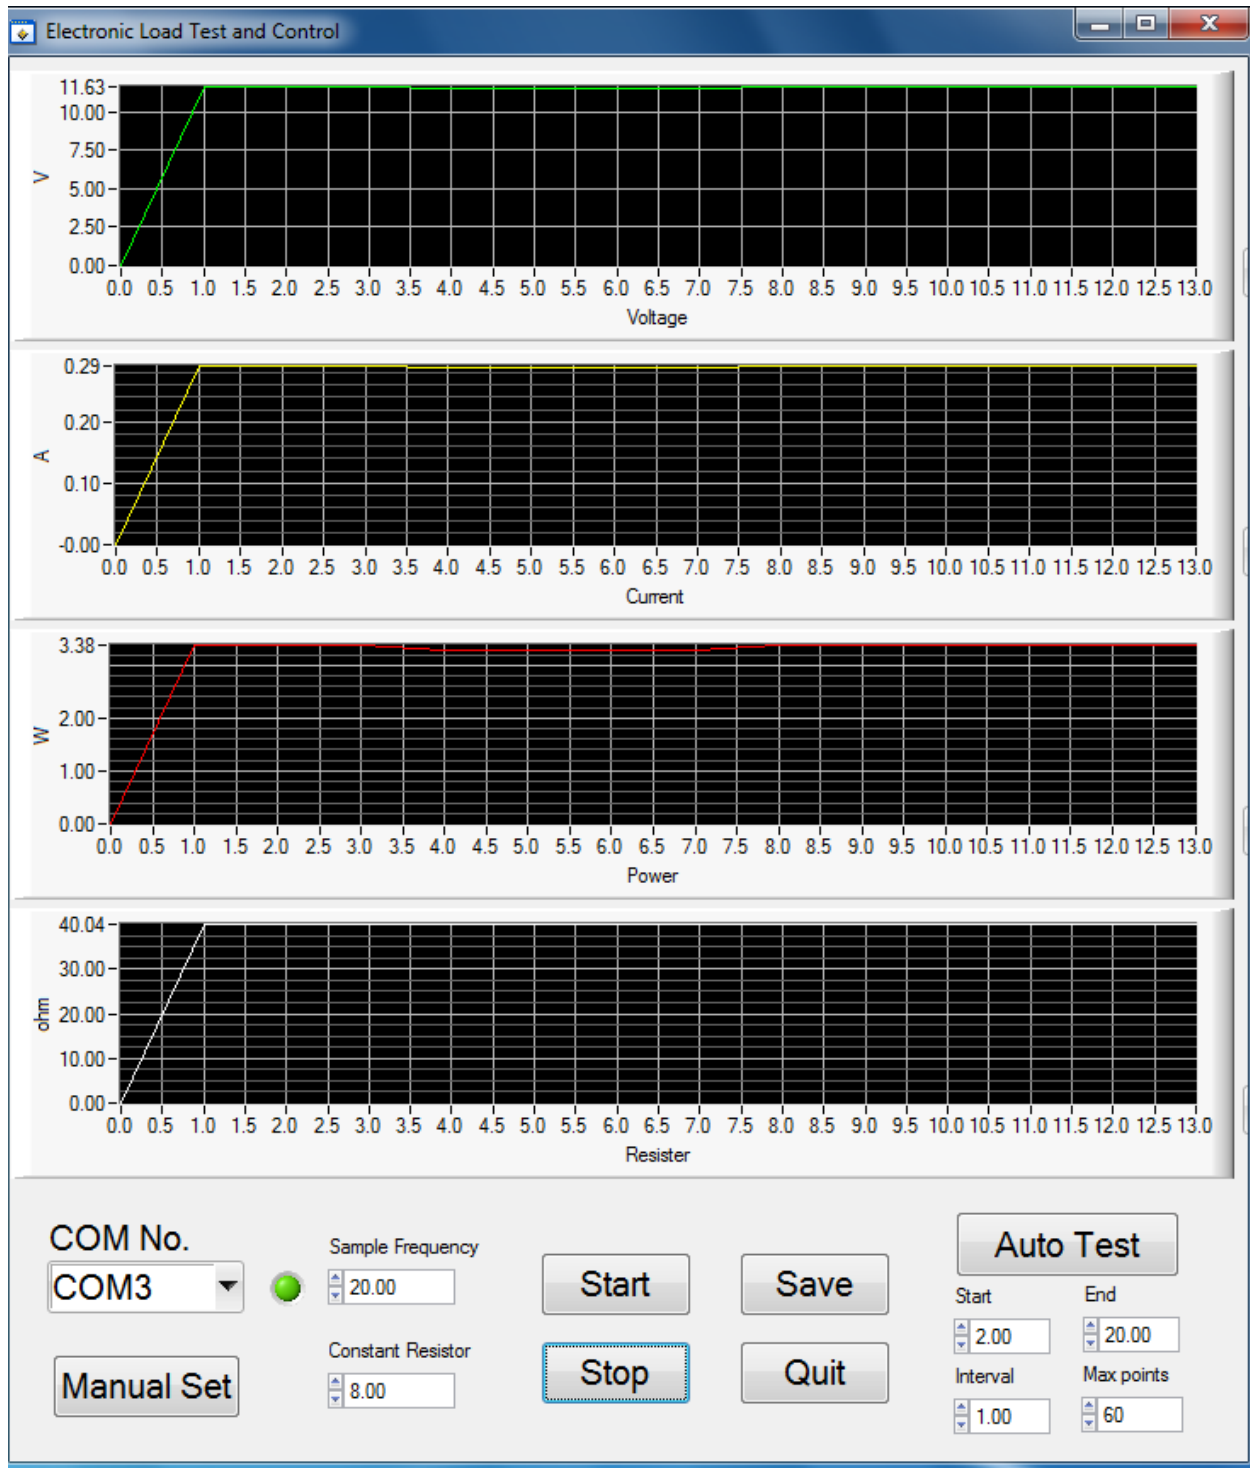 Electronic Load Test and Control
11.63
10.00
7.50
5.00
2.50
0.00
V
0.0 0.5 1.0 1.5 2.0 2.5 3.0 3.5 4.0 4.5 5.0 5.5 6.0 6.5 7.0 7.5 8.0 8.5 9.0 9.5 10.0 10.5 11.0 11.5 12.0 12.5 13.0
Voltage
0.29
0.20
0.10
-0.00
A
0.0 0.5 1.0 1.5 2.0 2.5 3.0 3.5 4.0 4.5 5.0 5.5 6.0 6.5 7.0 7.5 8.0 8.5 9.0 9.5 10.0 10.5 11.0 11.5 12.0 12.5 13.0
Current
3.38
2.00
1.00
0.00
W
0.0 0.5 1.0 1.5 2.0 2.5 3.0 3.5 4.0 4.5 5.0 5.5 6.0 6.5 7.0 7.5 8.0 8.5 9.0 9.5 10.0 10.5 11.0 11.5 12.0 12.5 13.0
Power
40.04
30.00
20.00
10.00
0.00
ohm
0.0 0.5 1.0 1.5 2.0 2.5 3.0 3.5 4.0 4.5 5.0 5.5 6.0 6.5 7.0 7.5 8.0 8.5 9.0 9.5 10.0 10.5 11.0 11.5 12.0 12.5 13.0
Resister
COM No.
COM3
Manual Set
Sample Frequency
20.00
Constant Resistor
8.00
Start
Save
Stop
Quit
Auto Test
Start End
2.00 20.00
Interval Max points
1.00 60